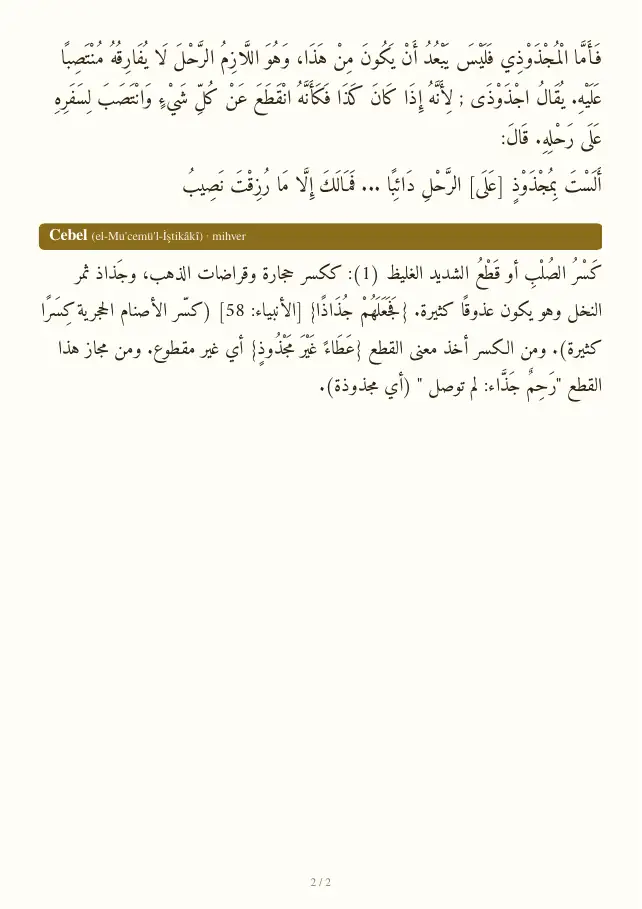 فَأَمَّا الْمُجْذَوْذِي فَلَيْسَ يَبْعُدُ أَنْ يَكُونَ مِنْ هَذَا، وَهُوَ اللَّازِمُ الرَّحْلَ لَا يُفَارِقُهُ مُنْتَصِبًا
عَلَيْهِ. يُقَالُ اجْذَوْذَى ; لِأَنَّهُ إِذَا كَانَ كَذَا فَكَأَنَّهُ انْقَطَعَ عَنْ كُلِّ شَيْءٍ وَانْتَصَبَ لِسَفَرِهِ
عَلَى رَحْلِهِ. قَالَ:
أَلَسْتَ بِمُجْذَوْذٍ [عَلَى] الرَّحْلِ دَائِبًا ... فَمَالَكَ إِلَّا مَا رُزِقْتَ نَصِيبُ
Cebel (el-Mu'cemü'l-İştikâkî) · mihver
كَسْرُ الصُلْبِ أو قَطْعُ الشديد الغليظ (1): ككسر حجارة وقراضات الذهب، وجَذاذ ثمر
النخل وهو يكون عذوقًا كثيرة. {فَجَعَلَهُمْ جُذَاذًا} [الأنبياء: 58] (كسّر الأصنام الحجرية كِسَرًا
كثيرة). ومن الكسر أخذ معنى القطع {عَطَاءً غَيْرَ مَجْذُوذٍ} أي غير مقطوع. ومن مجاز هذا
القطع "رَحِمٌ جَذَّاء: لم توصل " (أي مجذوذة).
2 / 2